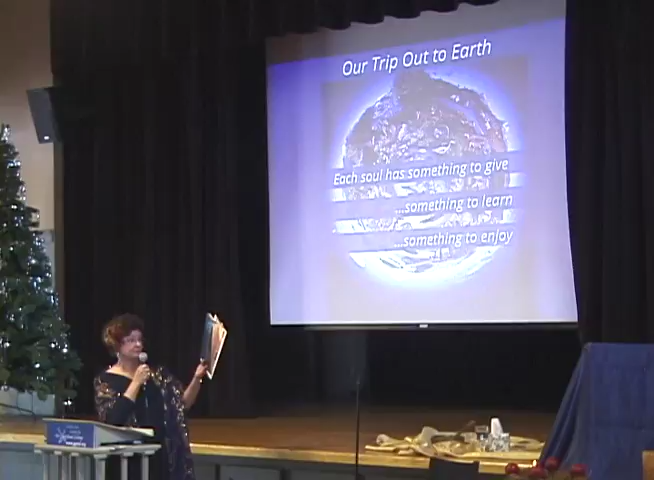 Our Trip Out to Earth
Each soul has something to give
...something to learn
...something to enjoy